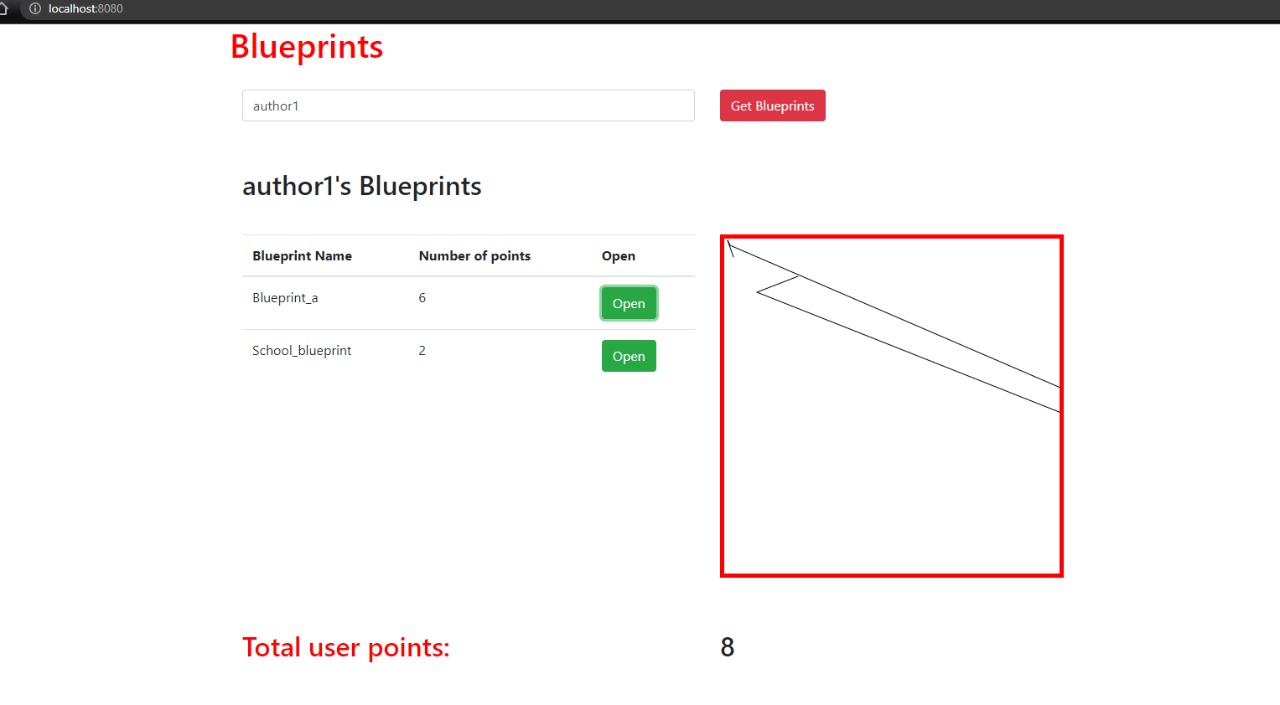 localhost:8080
Blueprints
author1
Get Blueprints
author1's Blueprints
Blueprint Name Number of points Open
Blueprint_a 6 Open
School_blueprint 2 Open
Total user points: 8